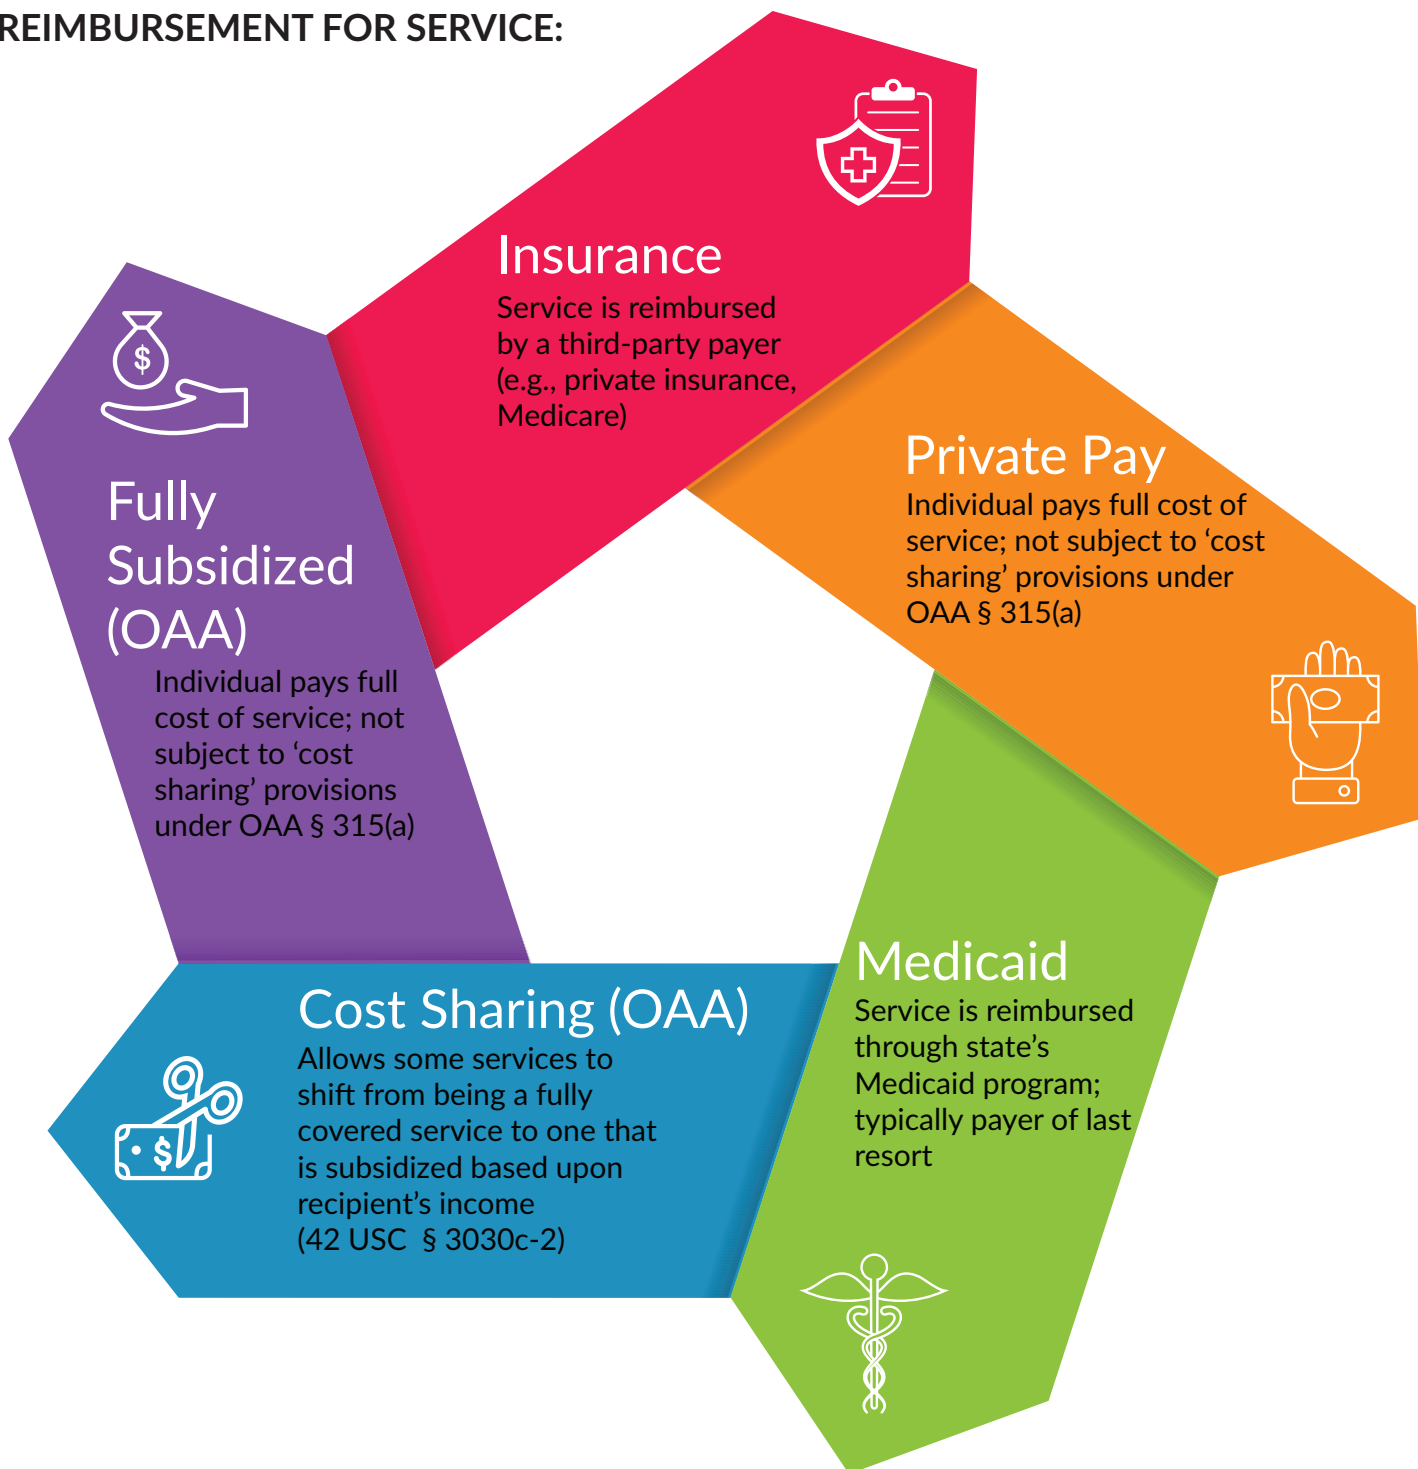 REIMBURSEMENT FOR SERVICE:
Insurance
Service is reimbursed
by a third-party payer
(e.g., private insurance,
Medicare)
Private Pay
Individual pays full cost of
service; not subject to ‘cost
sharing’ provisions under
OAA § 315(a)
Medicaid
Service is reimbursed
through state’s
Medicaid program;
typically payer of last
resort
Cost Sharing (OAA)
Allows some services to
shift from being a fully
covered service to one that
is subsidized based upon
recipient’s income
(42 USC § 3030c-2)
$
Fully
Subsidized
(OAA)
Individual pays full
cost of service; not
subject to ‘cost
sharing’ provisions
under OAA § 315(a)
$